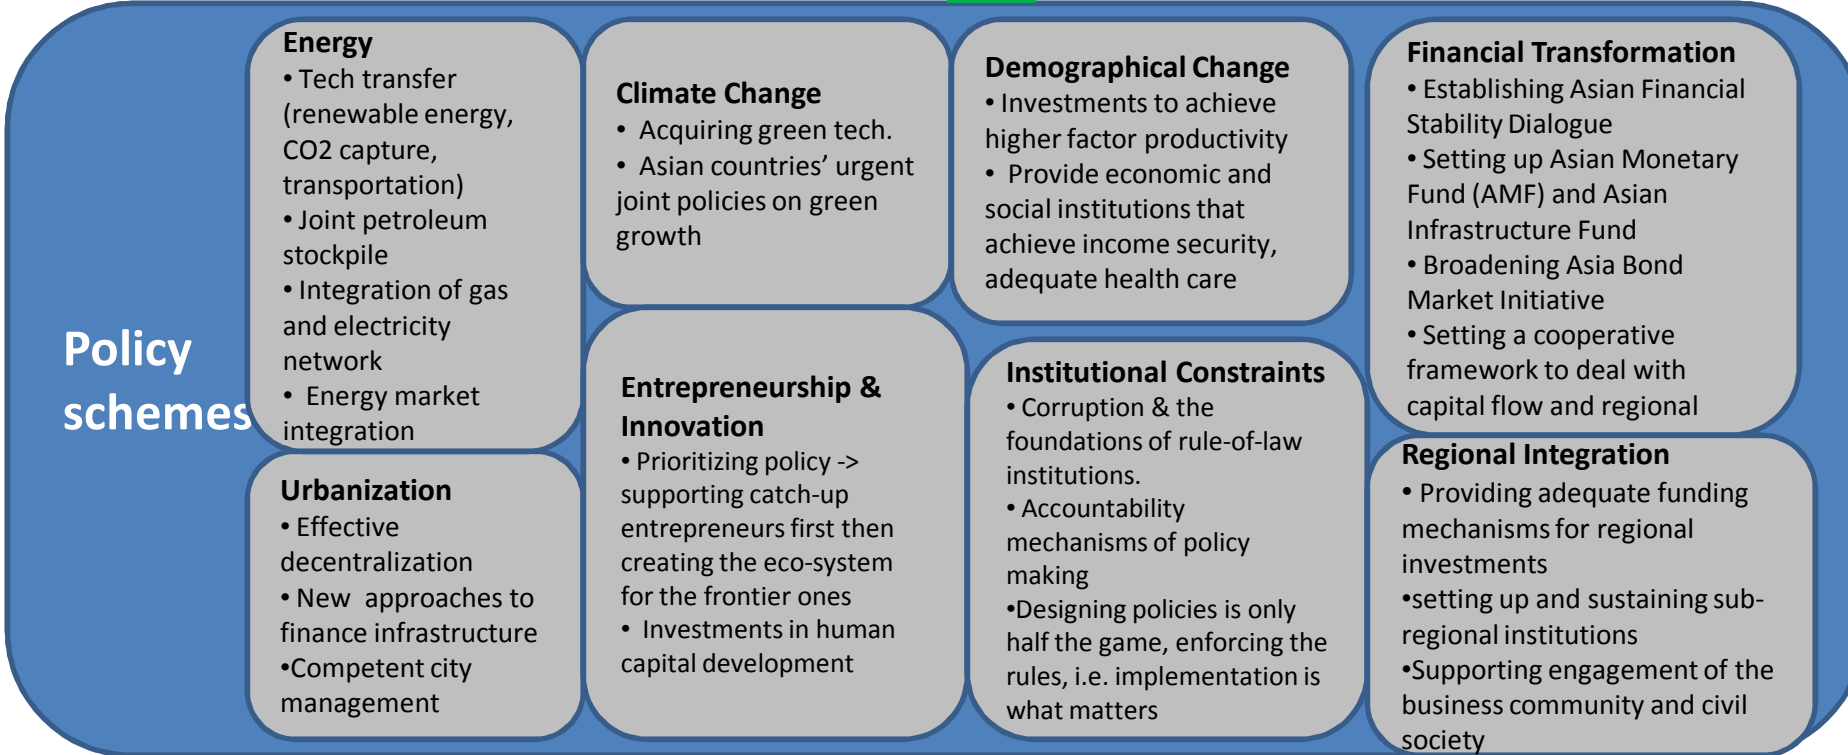 Policy
schemes
Energy
• Tech transfer
(renewable energy,
CO2 capture,
transportation)
• Joint petroleum
stockpile
• Integration of gas
and electricity
network
• Energy market
integration
Climate Change
• Acquiring green tech.
• Asian countries’ urgent
joint policies on green
growth
Demographical Change
• Investments to achieve
higher factor productivity
• Provide economic and
social institutions that
achieve income security,
adequate health care
Financial Transformation
• Establishing Asian Financial
Stability Dialogue
• Setting up Asian Monetary
Fund (AMF) and Asian
Infrastructure Fund
• Broadening Asia Bond
Market Initiative
• Setting a cooperative
framework to deal with
capital flow and regional
Urbanization
• Effective
decentralization
• New approaches to
finance infrastructure
•Competent city
management
Entrepreneurship &
Innovation
• Prioritizing policy ->
supporting catch-up
entrepreneurs first then
creating the eco-system
for the frontier ones
• Investments in human
capital development
Institutional Constraints
• Corruption & the
foundations of rule-of-law
institutions.
• Accountability
mechanisms of policy
making
•Designing policies is only
half the game, enforcing the
rules, i.e. implementation is
what matters
Regional Integration
• Providing adequate funding
mechanisms for regional
investments
•setting up and sustaining sub-
regional institutions
•Supporting engagement of the
business community and civil
society